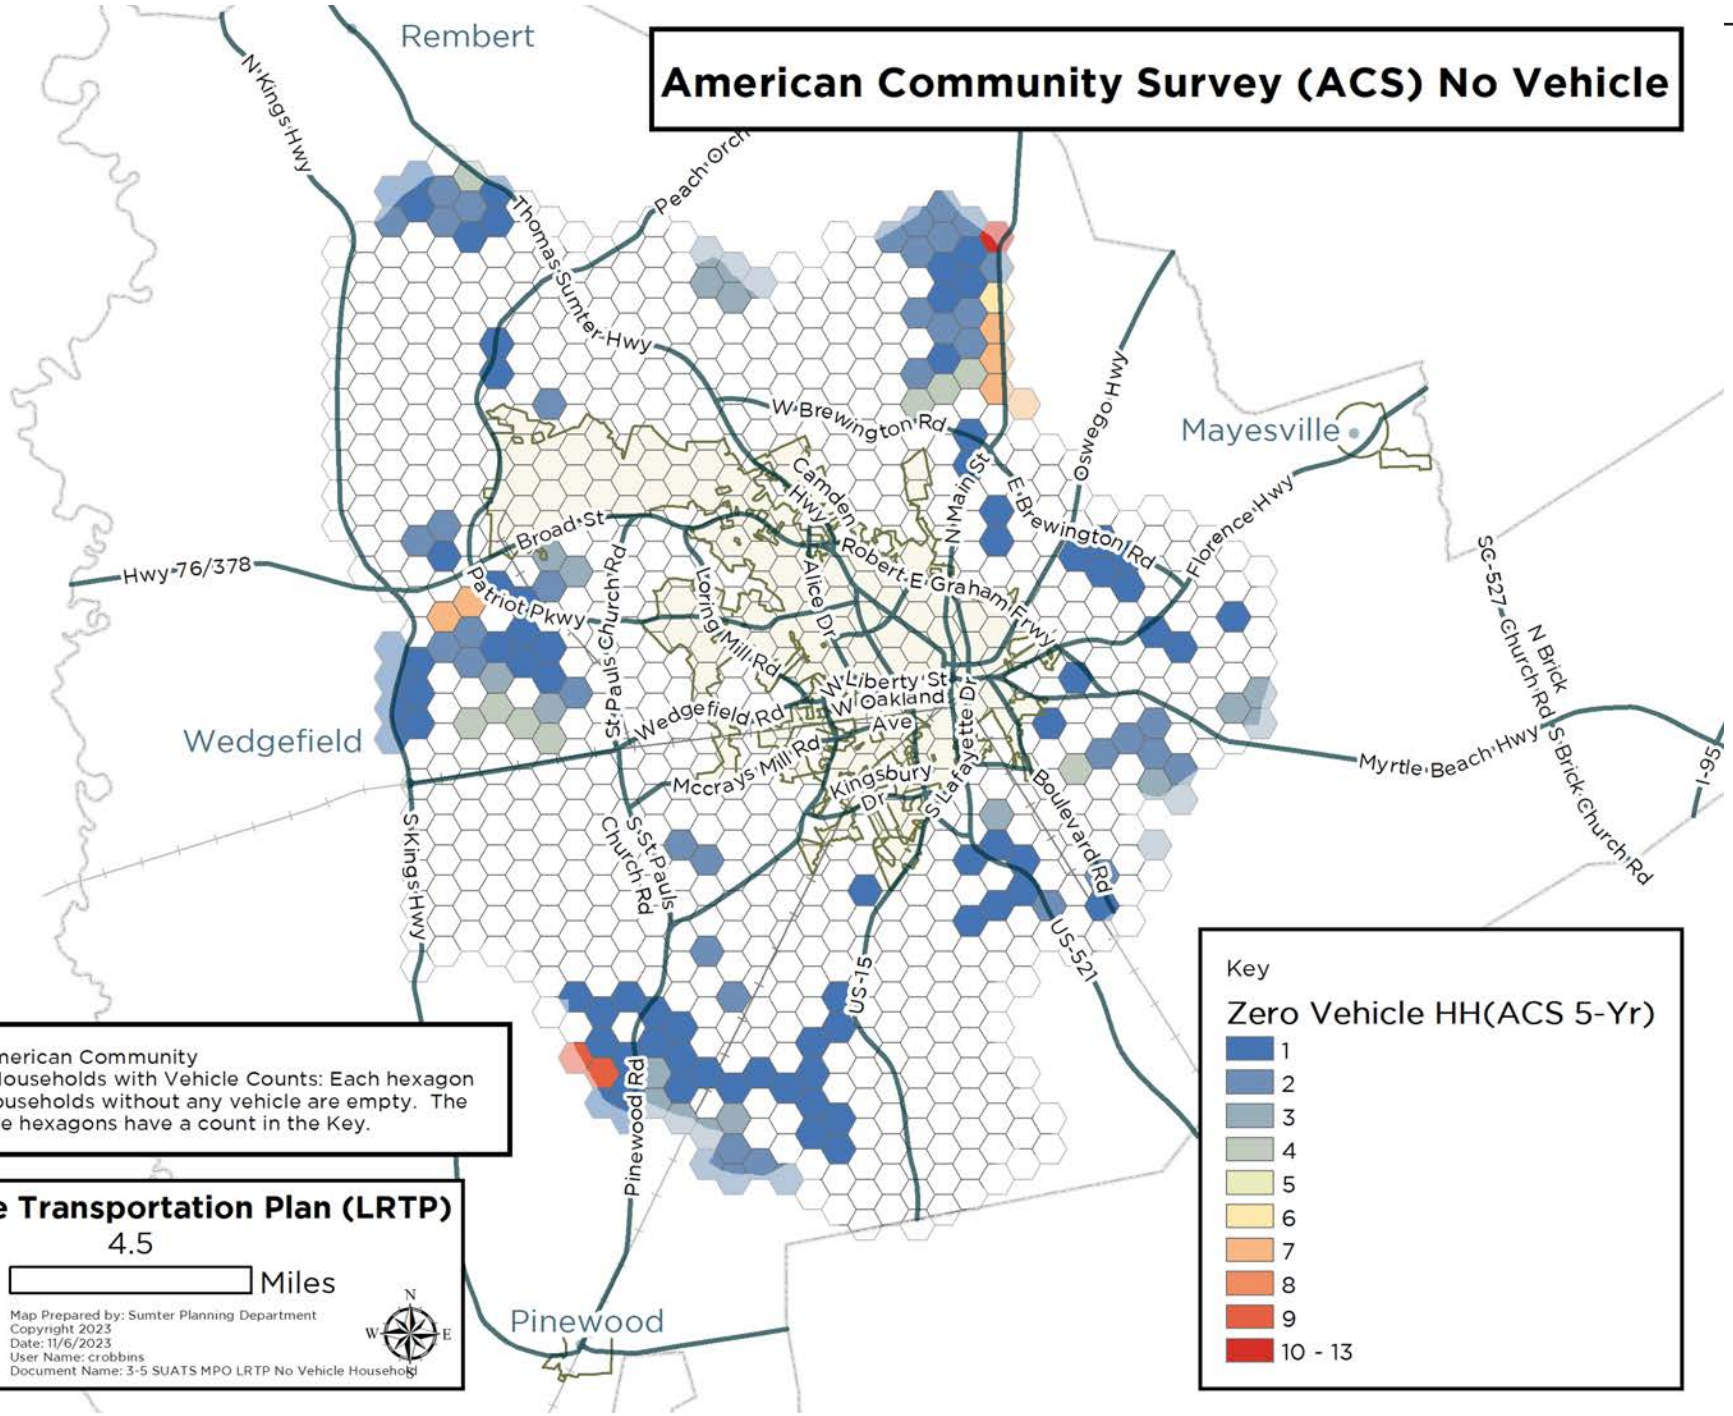 Rembert
American Community Survey (ACS) No Vehicle
N Kings Hwy
Peach Orch
Thomas Sumter Hwy
W Brewington Rd
Oswego Hwy
Mayesville
Camden
Hwy
N Main St
E Brewington Rd
Florence Hwy
Broad St
Hwy 76/378
Robert E Graham Frwy
SC-527 Church Rd
Patriot Pkwy
St Pauls Church Rd
Loring Mill Rd
Alice Dr
N Brick
Church Rd
W Liberty St
W Oakland
Ave
Wedgefield Rd
Wedgefield
S Lafayette Dr
Myrtle Beach Hwy
S Brick Church Rd
I-95
Mccrays Mill Rd
Kingsbury
Dr
Boulevard Rd
S Kings Hwy
S St Pauls
Church Rd
US-15
US-521
Pinewood Rd
Key
Zero Vehicle HH(ACS 5-Yr)
1
2
3
4
5
6
7
8
9
10 - 13
merican Community
Households with Vehicle Counts: Each hexagon
ouseholds without any vehicle are empty. The
e hexagons have a count in the Key.
e Transportation Plan (LRTP)
4.5
Miles
Map Prepared by: Sumter Planning Department
Copyright 2023
Date: 11/6/2023
User Name: crobbins
Document Name: 3-5 SUATS MPO LRTP No Vehicle Household
N
W
E
S
Pinewood